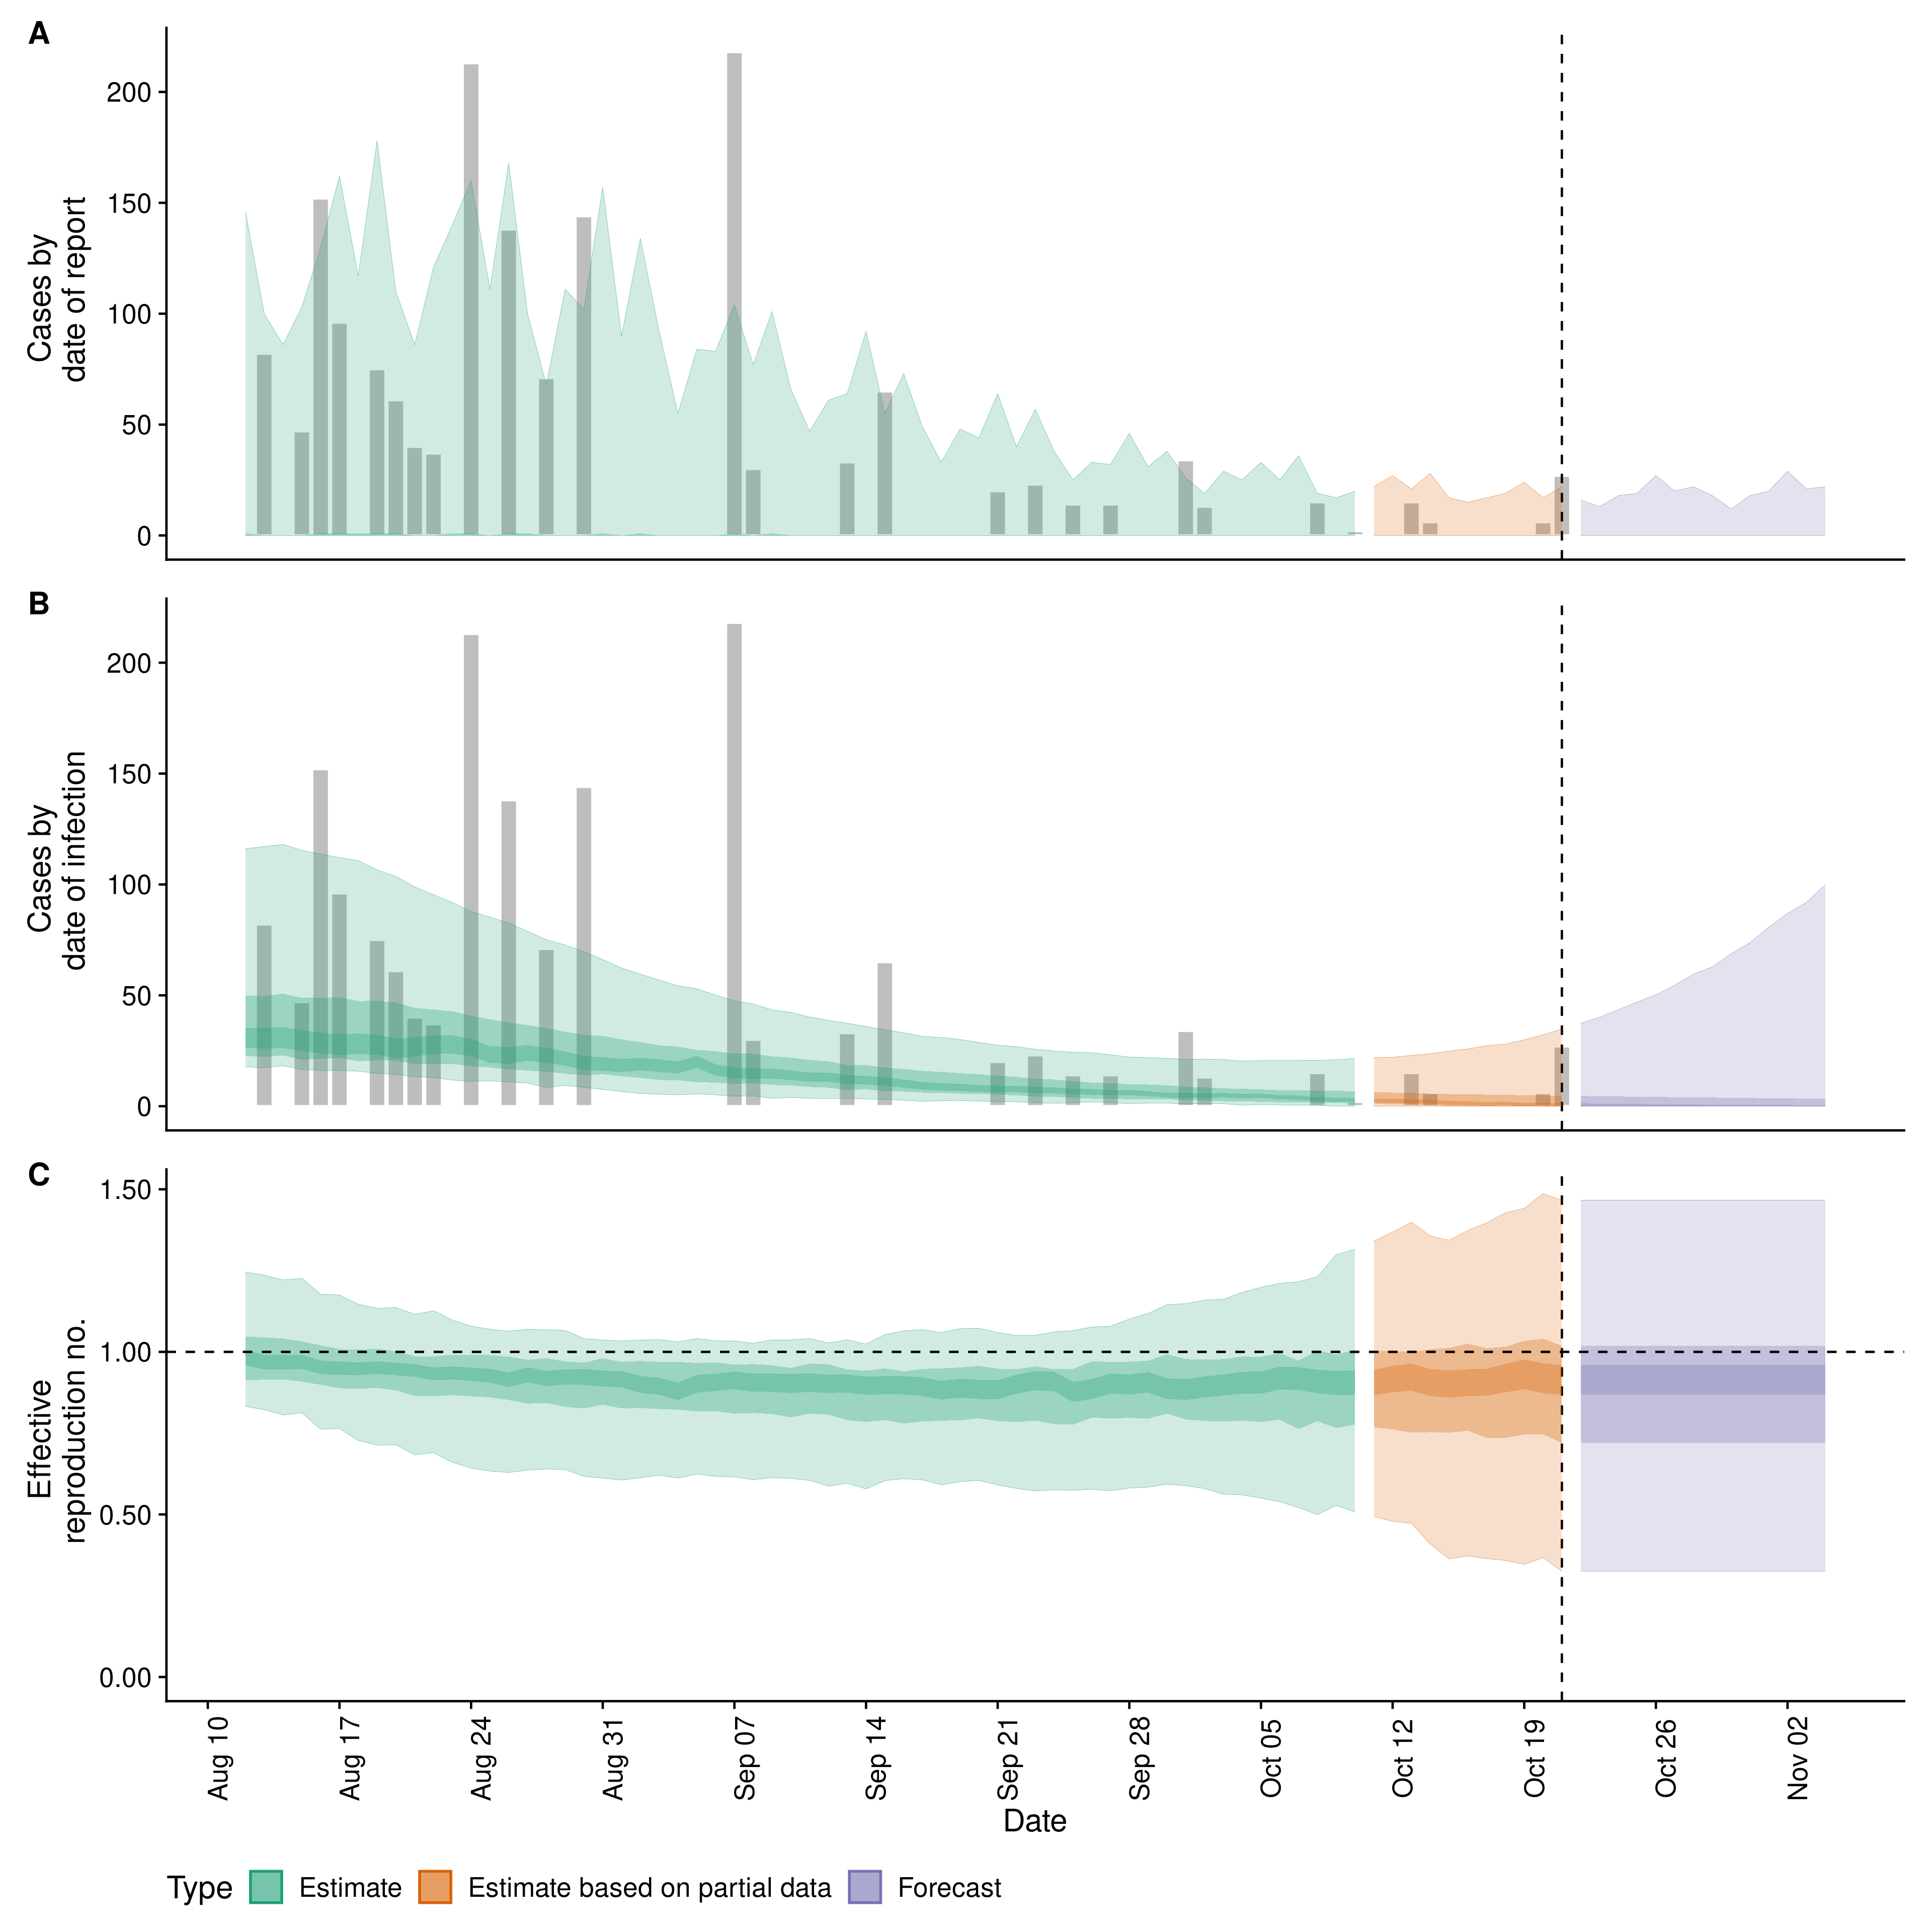 A
Cases by
date of report
200
150
100
50
0
B
Cases by
date of infection
200
150
100
50
0
C
Effective
reproduction no.
1.50
1.00
0.50
0.00
Aug 10
Aug 17
Aug 24
Aug 31
Sep 07
Sep 14
Sep 21
Sep 28
Oct 05
Oct 12
Oct 19
Oct 26
Nov 02
Date
Type Estimate Estimate based on partial data Forecast